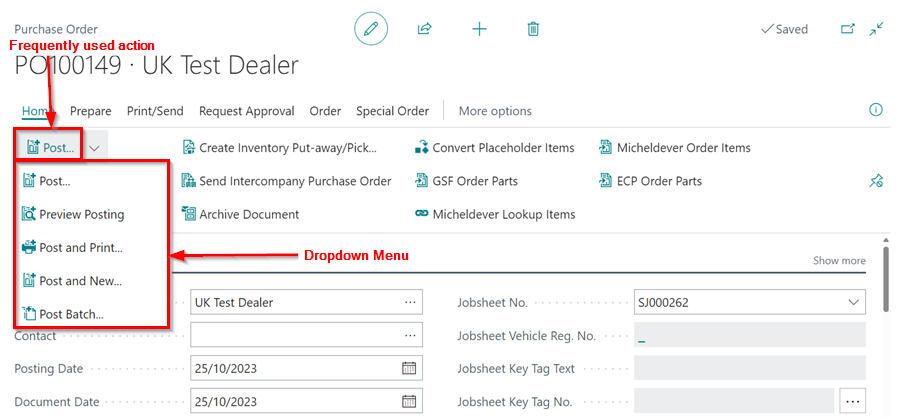 Purchase Order
Saved
Frequently used action
PO100149 · UK Test Dealer
Home Prepare Print/Send Request Approval Order Special Order More options
Post... Create Inventory Put-away/Pick... Convert Placeholder Items Micheldever Order Items
Post... Send Intercompany Purchase Order GSF Order Parts ECP Order Parts
Preview Posting Archive Document Micheldever Lookup Items
Post and Print...
Dropdown Menu
Show more
Post and New...
UK Test Dealer ... Jobsheet No. SJ000262
Post Batch...
Contact ... Jobsheet Vehicle Reg. No. _
Posting Date 25/10/2023 Jobsheet Key Tag Text
Document Date 25/10/2023 Jobsheet Key Tag No. ...